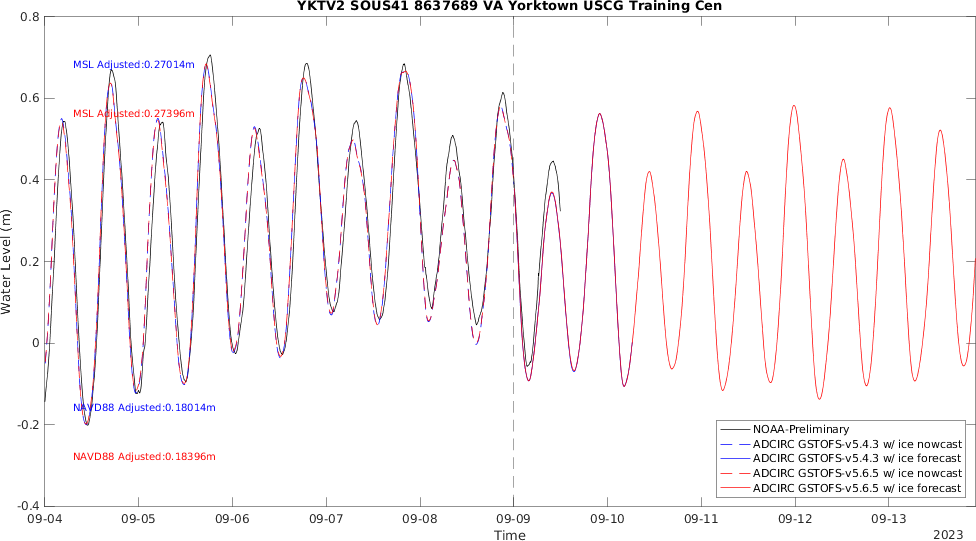 YKTV2 SOUS41 8637689 VA Yorktown USCG Training Cen
0.8
0.6
0.4
0.2
0
-0.2
-0.4
Water Level (m)
MSL Adjusted:0.27014m
MSL Adjusted:0.27396m
NAVD88 Adjusted:0.18014m
NAVD88 Adjusted:0.18396m
NOAA-Preliminary
ADCIRC GSTOFS-v5.4.3 w/ ice nowcast
ADCIRC GSTOFS-v5.4.3 w/ ice forecast
ADCIRC GSTOFS-v5.6.5 w/ ice nowcast
ADCIRC GSTOFS-v5.6.5 w/ ice forecast
09-04 09-05 09-06 09-07 09-08 09-09 09-10 09-11 09-12 09-13
Time
2023